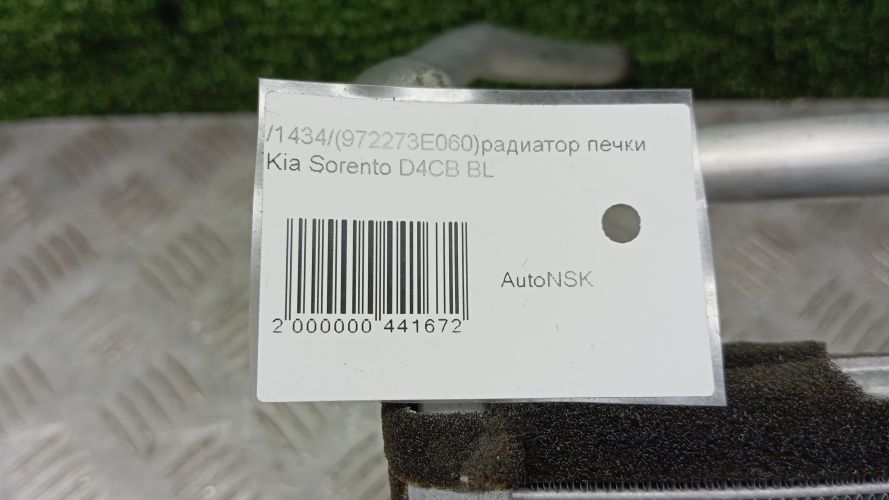 /1434/(972273E060)радиатор печки
Kia Sorento D4CB BL
AutoNSK
2 000000 441672